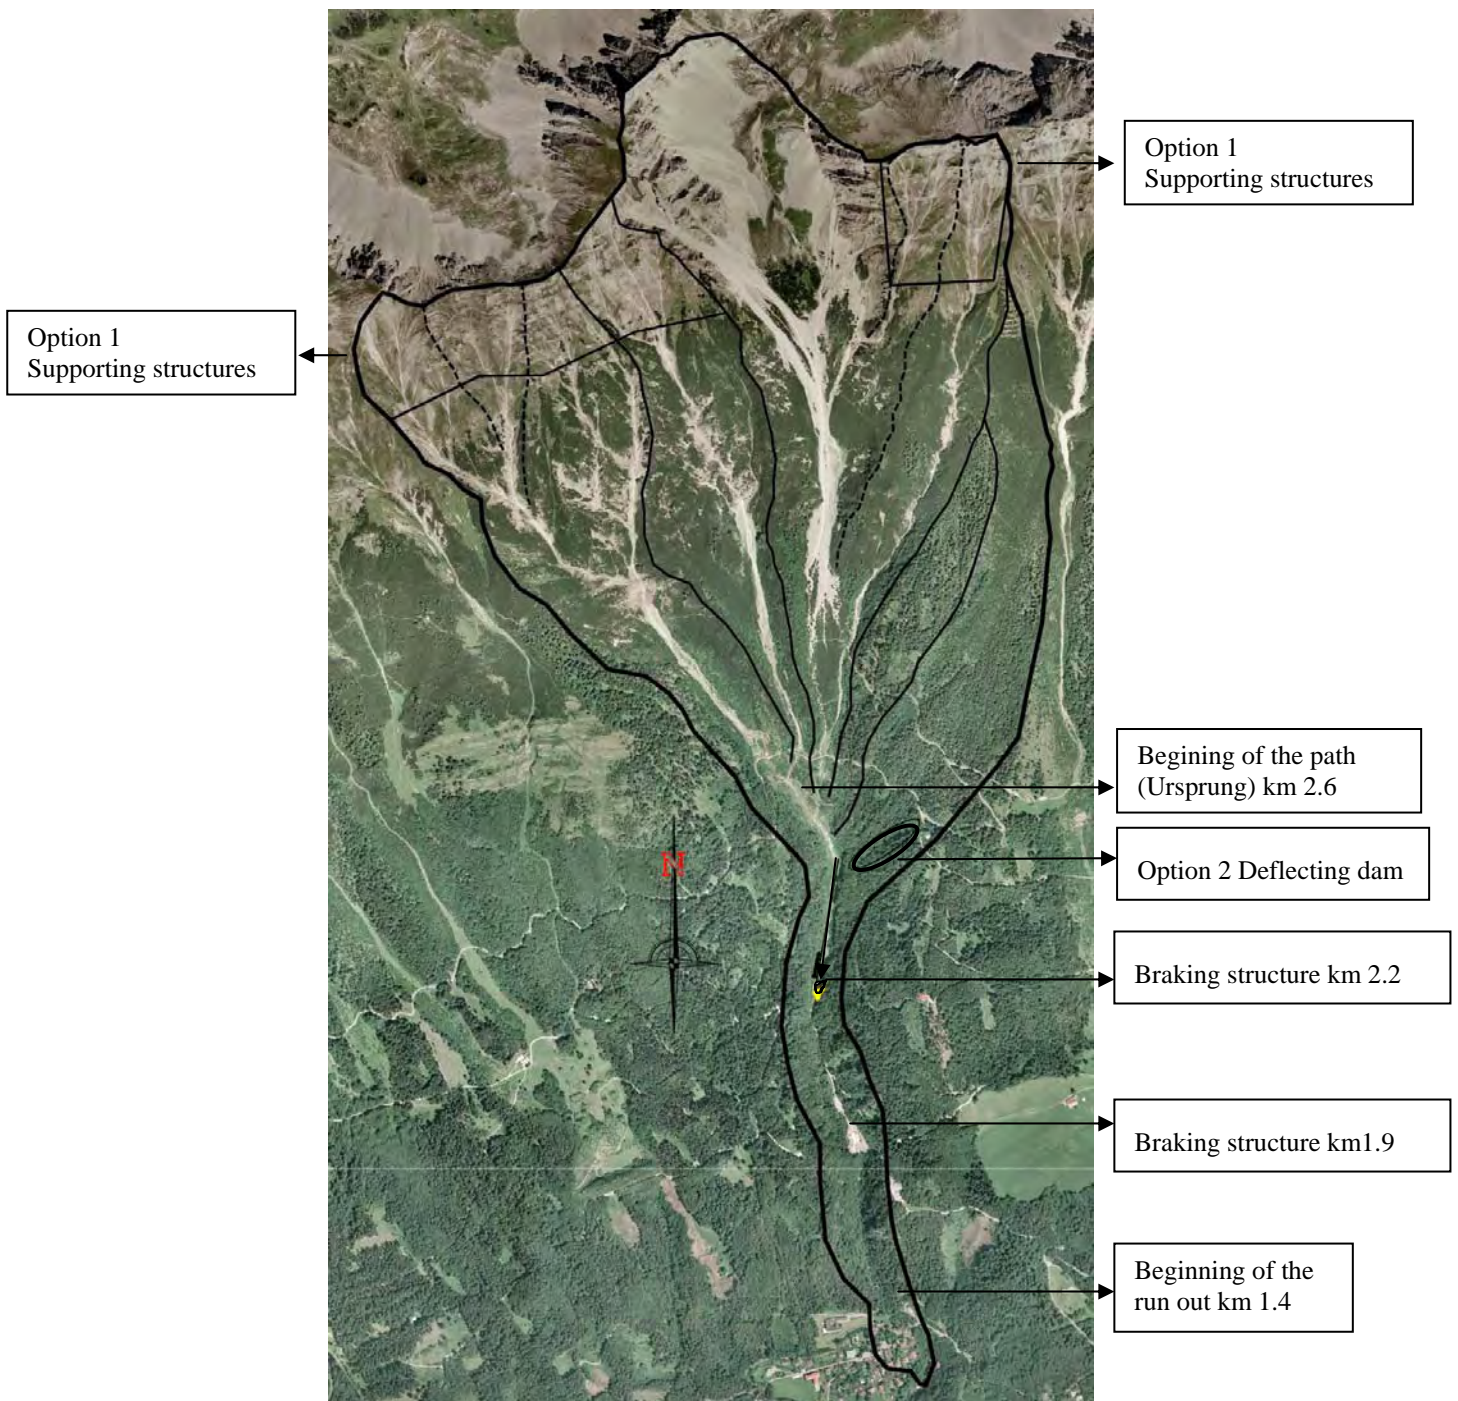 Option 1
Supporting structures
Option 1
Supporting structures
Begining of the path
(Ursprung) km 2.6
N
Option 2 Deflecting dam
Braking structure km 2.2
Braking structure km1.9
Beginning of the
run out km 1.4